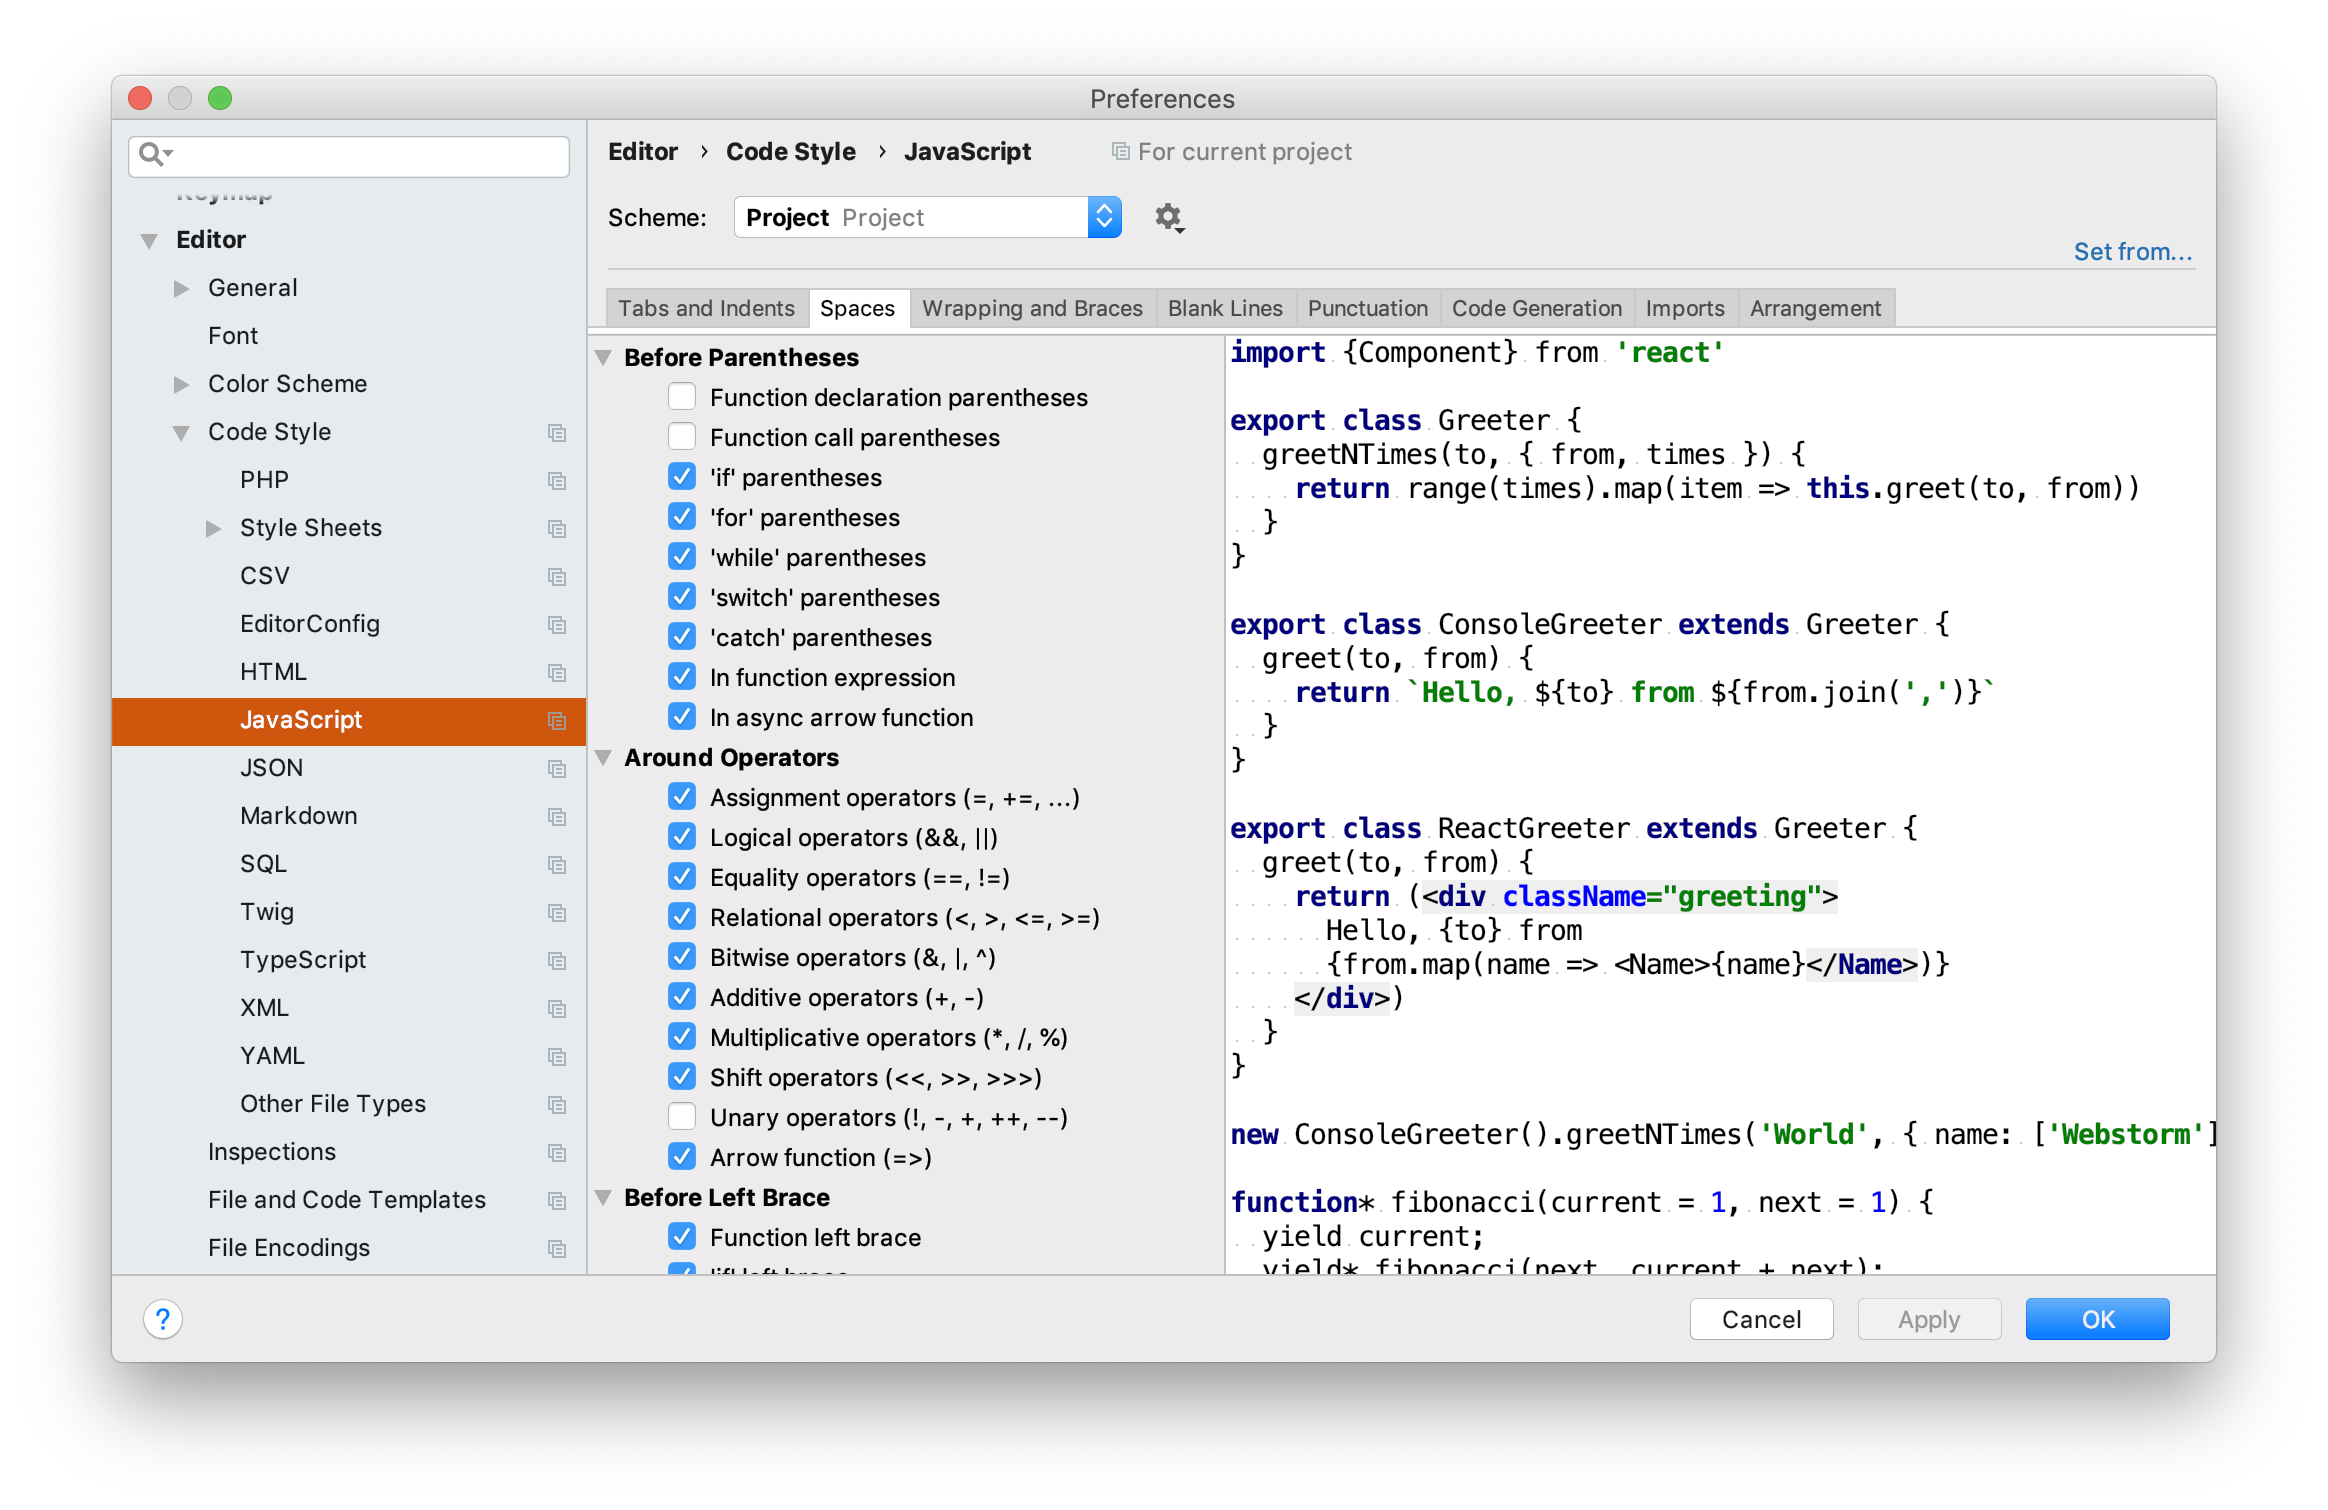 Preferences
Keymap
Editor
General
Font
Color Scheme
Code Style
PHP
Style Sheets
CSV
EditorConfig
HTML
JavaScript
JSON
Markdown
SQL
Twig
TypeScript
XML
YAML
Other File Types
Inspections
File and Code Templates
File Encodings
Editor › Code Style › JavaScript For current project
Scheme: Project Project
Set from...
Tabs and Indents Spaces Wrapping and Braces Blank Lines Punctuation Code Generation Imports Arrangement
Before Parentheses
Function declaration parentheses
Function call parentheses
'if' parentheses
'for' parentheses
'while' parentheses
'switch' parentheses
'catch' parentheses
In function expression
In async arrow function
Around Operators
Assignment operators (=, +=, ...)
Logical operators (&&, ||)
Equality operators (==, !=)
Relational operators (<, >, <=, >=)
Bitwise operators (&, |, ^)
Additive operators (+, -)
Multiplicative operators (*, /, %)
Shift operators (<<, >>, >>>)
Unary operators (!, -, +, ++, --)
Arrow function (=>)
Before Left Brace
Function left brace
'if' left brace
import {Component} from 'react'
export class Greeter {
greetNTimes(to, { from, times }) {
return range(times).map(item => this.greet(to, from))
}
}
export class ConsoleGreeter extends Greeter {
greet(to, from) {
return `Hello, ${to} from ${from.join(',')}`
}
}
export class ReactGreeter extends Greeter {
greet(to, from) {
return (<div className="greeting">
Hello, {to} from
{from.map(name => <Name>{name}</Name>)}
</div>)
}
}
new ConsoleGreeter().greetNTimes('World', { name: ['Webstorm']
function* fibonacci(current = 1, next = 1) {
yield current;
yield* fibonacci(next, current + next);
?
Cancel Apply OK